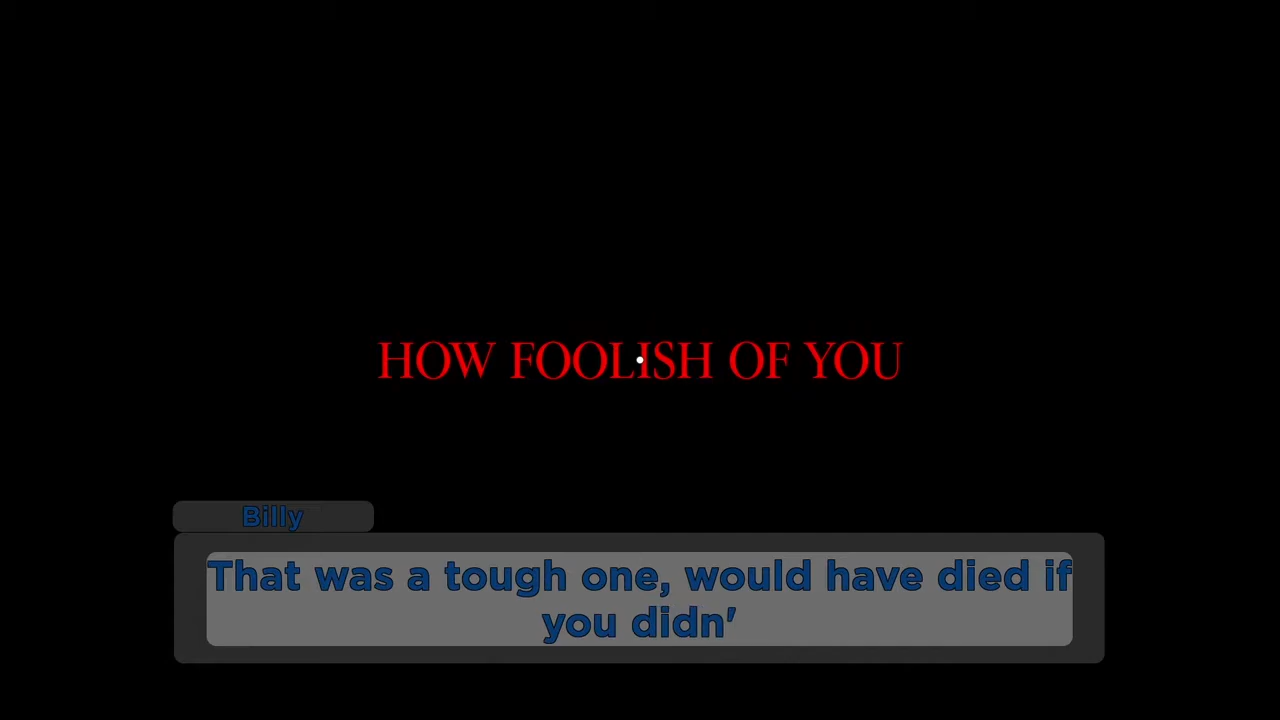 HOW FOOLISH OF YOU
Billy
That was a tough one, would have died if
you didn'